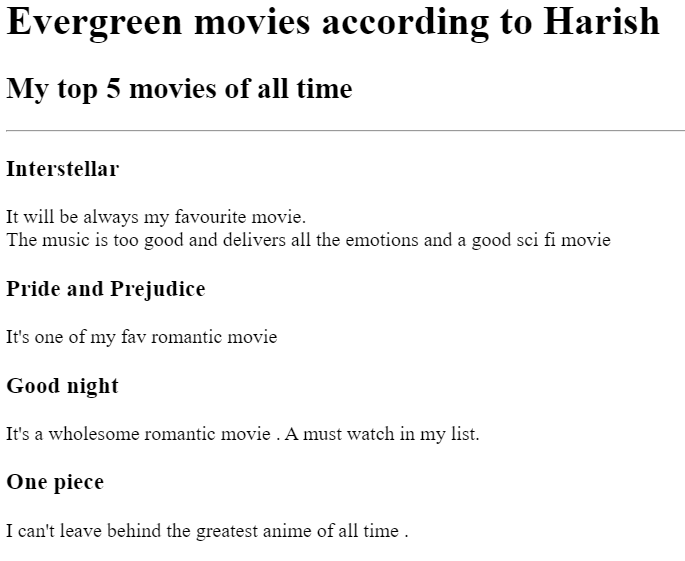 Evergreen movies according to Harish
My top 5 movies of all time
Interstellar
It will be always my favourite movie.
The music is too good and delivers all the emotions and a good sci fi movie
Pride and Prejudice
It's one of my fav romantic movie
Good night
It's a wholesome romantic movie . A must watch in my list.
One piece
I can't leave behind the greatest anime of all time .